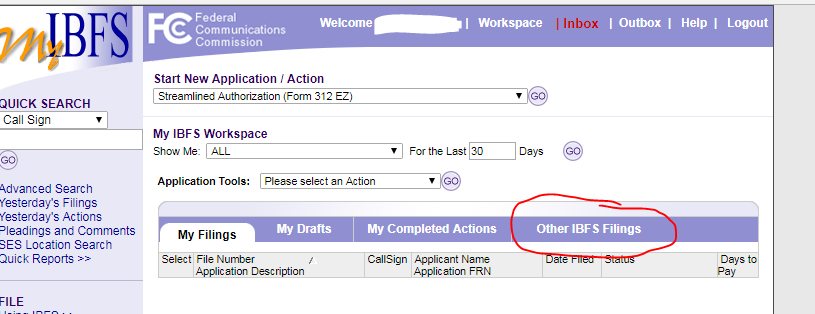 MyIBFS
FCC Federal Communications Commission
Welcome | Workspace | Inbox | Outbox | Help | Logout
Start New Application / Action
Streamlined Authorization (Form 312 EZ) GO
QUICK SEARCH
Call Sign
GO
Advanced Search
Yesterday's Filings
Yesterday's Actions
Pleadings and Comments
SES Location Search
Quick Reports >>
FILE
My IBFS Workspace
Show Me: ALL For the Last 30 Days GO
Application Tools: Please select an Action GO
My Filings My Drafts My Completed Actions Other IBFS Filings
Select File Number / CallSign Applicant Name Date Filed Status Days to
Application Description Application FRN Pay